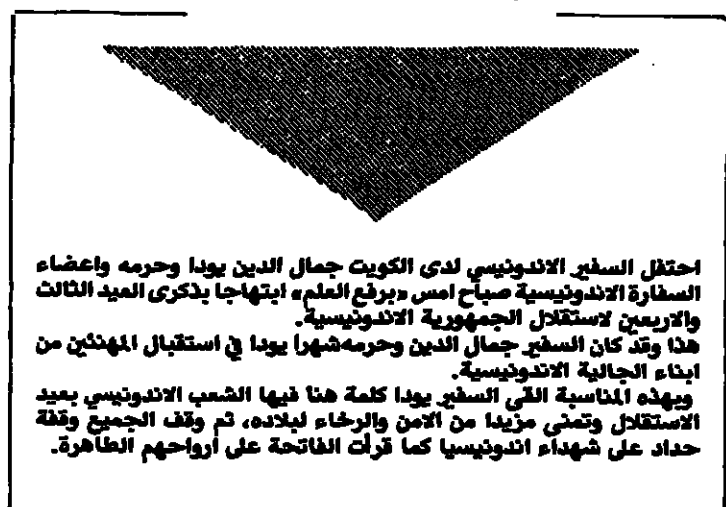 احتفل السفير الاندونيسي لدى الكويت جمال الدين يودا وحرمه واعضاء
السفارة الاندونيسية صباح امس «برفع العلم» ابتهاجا بذكرى العيد الثالث
والاربعين لاستقلال الجمهورية الاندونيسية.
هذا وقد كان السفير جمال الدين وحرمه شهرا يودا في استقبال المهنئين من
ابناء الجالية الاندونيسية.
وبهذه المناسبة القى السفير يودا كلمة هنأ فيها الشعب الاندونيسي بعيد
الاستقلال وتمنى مزيدا من الامن والرخاء لبلاده، ثم وقف الجميع وقفة
حداد على شهداء اندونيسيا كما قرأت الفاتحة على ارواحهم الطاهرة.